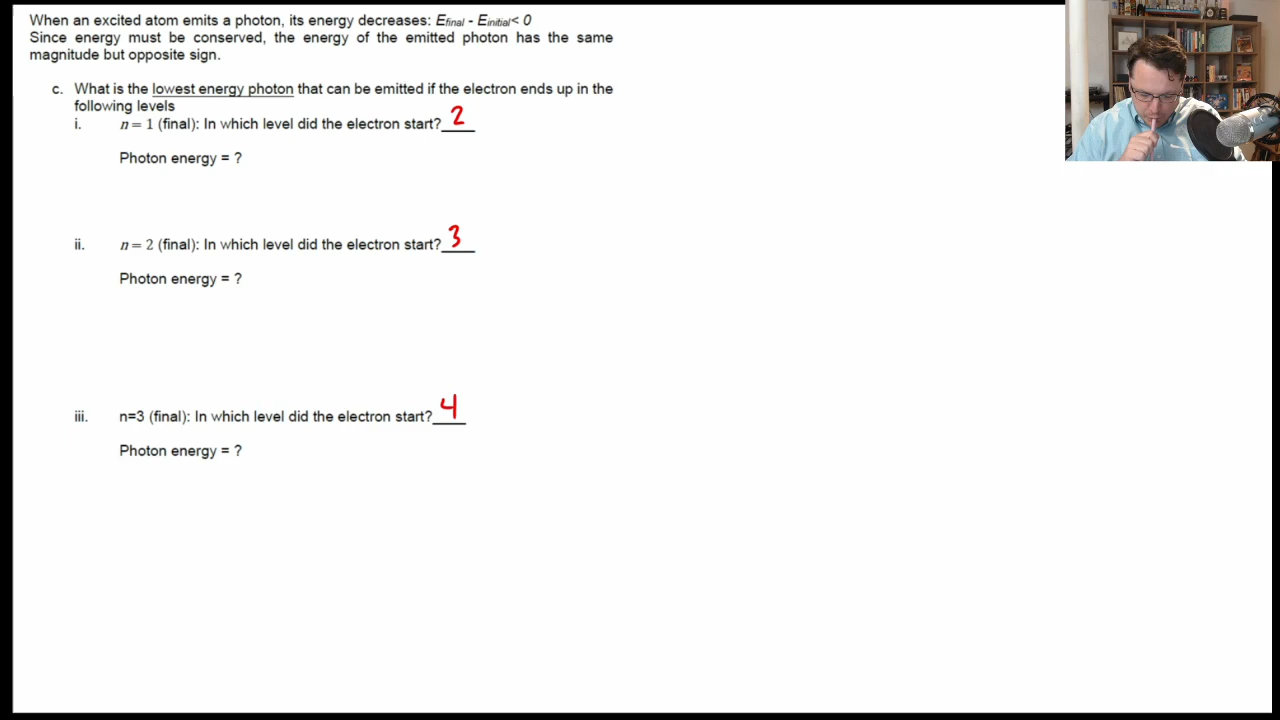 When an excited atom emits a photon, its energy decreases: Efinal - Einitial< 0
Since energy must be conserved, the energy of the emitted photon has the same
magnitude but opposite sign.
c. What is the lowest energy photon that can be emitted if the electron ends up in the
following levels
i. n = 1 (final): In which level did the electron start? 2
Photon energy = ?
ii. n = 2 (final): In which level did the electron start? 3
Photon energy = ?
iii. n=3 (final): In which level did the electron start? 4
Photon energy = ?